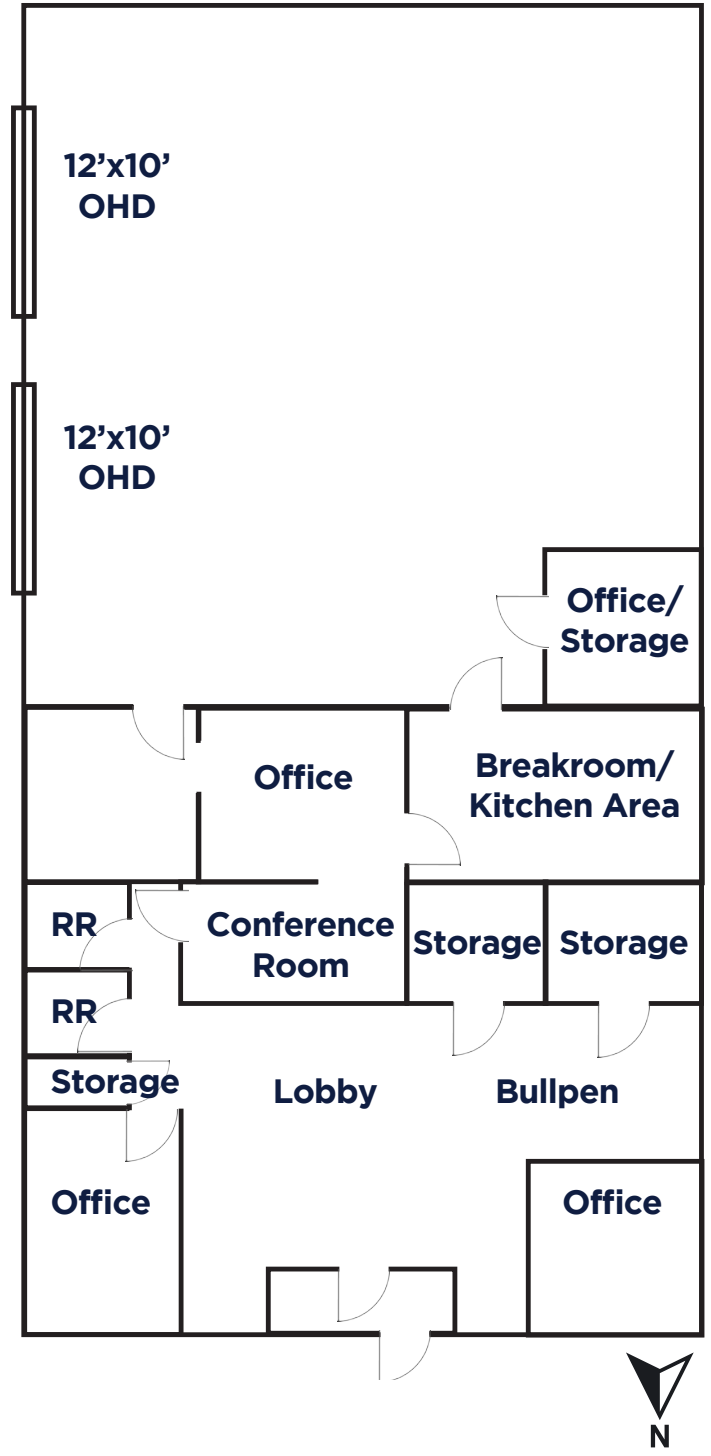 12’x10’
OHD
12’x10’
OHD
Office/
Storage
Office
Breakroom/
Kitchen Area
RR
Conference
Room
Storage
Storage
RR
Storage
Lobby
Bullpen
Office
Office
N